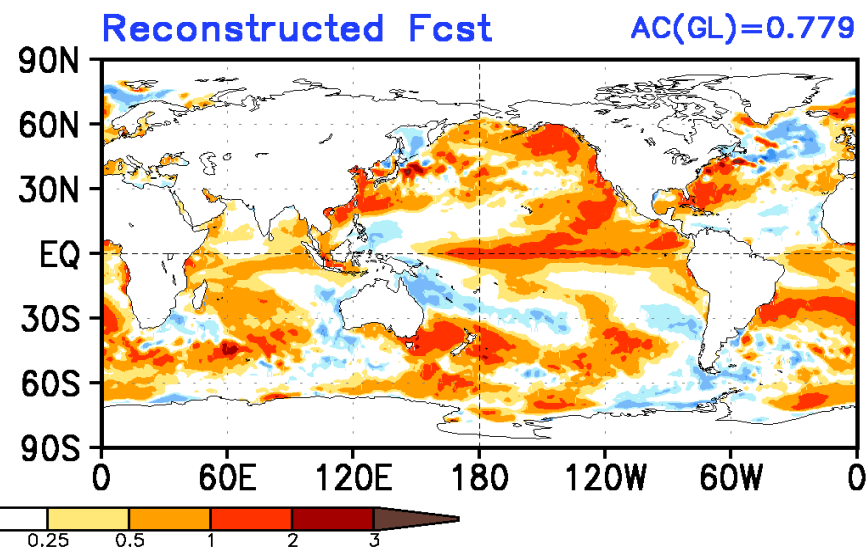 Reconstructed Fcst AC(GL)=0.779
90N
60N
30N
EQ
30S
60S
90S
0 60E 120E 180 120W 60W 0
0.25 0.5 1 2 3